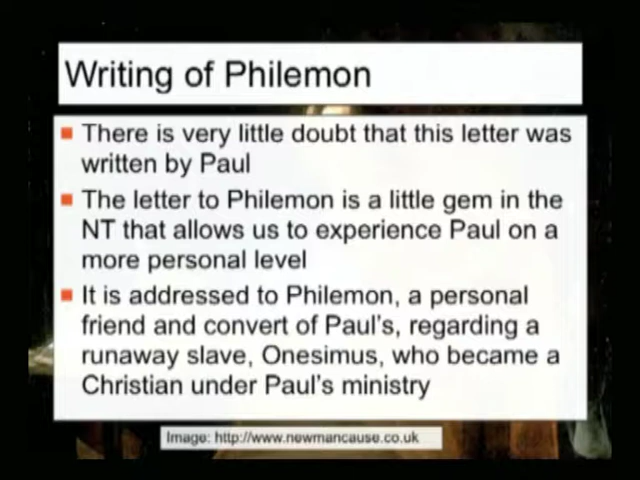 Writing of Philemon
There is very little doubt that this letter was
written by Paul
The letter to Philemon is a little gem in the
NT that allows us to experience Paul on a
more personal level
It is addressed to Philemon, a personal
friend and convert of Paul's, regarding a
runaway slave, Onesimus, who became a
Christian under Paul's ministry
Image: http://www.newmancause.co.uk